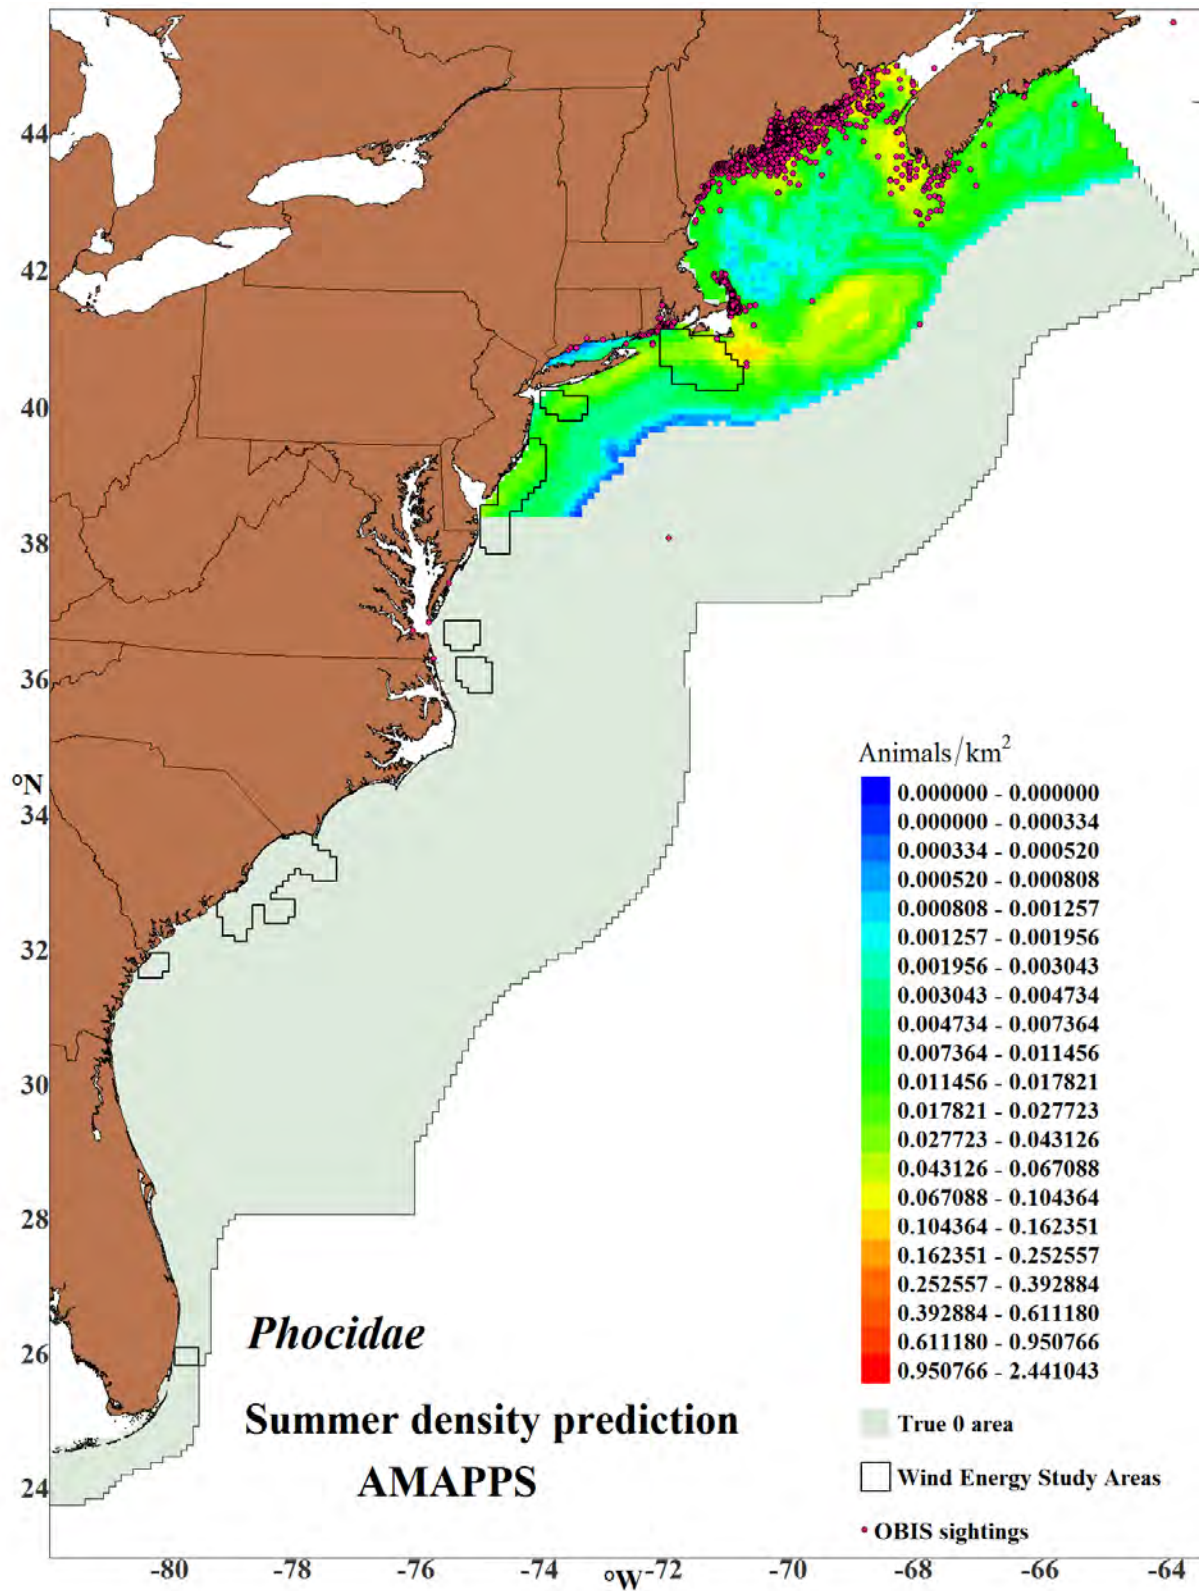 44
42
40
38
36
°N
34
32
30
28
26
24
Animals/km²
0.000000 - 0.000000
0.000000 - 0.000334
0.000334 - 0.000520
0.000520 - 0.000808
0.000808 - 0.001257
0.001257 - 0.001956
0.001956 - 0.003043
0.003043 - 0.004734
0.004734 - 0.007364
0.007364 - 0.011456
0.011456 - 0.017821
0.017821 - 0.027723
0.027723 - 0.043126
0.043126 - 0.067088
0.067088 - 0.104364
0.104364 - 0.162351
0.162351 - 0.252557
0.252557 - 0.392884
0.392884 - 0.611180
0.611180 - 0.950766
0.950766 - 2.441043
True 0 area
Wind Energy Study Areas
OBIS sightings
Phocidae
Summer density prediction
AMAPPS
-80 -78 -76 -74 °W -72 -70 -68 -66 -64